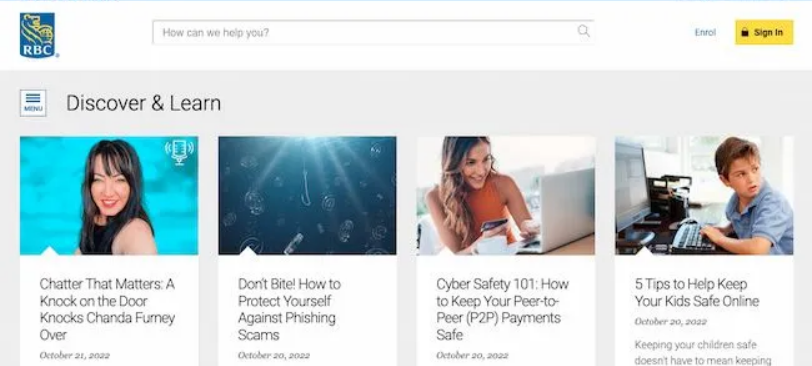 RBC
How can we help you?
Enrol
Sign In
MENU
Discover & Learn
Chatter That Matters: A
Knock on the Door
Knocks Chanda Furney
Over
October 21, 2022
Don't Bite! How to
Protect Yourself
Against Phishing
Scams
October 20, 2022
Cyber Safety 101: How
to Keep Your Peer-to-
Peer (P2P) Payments
Safe
October 20, 2022
5 Tips to Help Keep
Your Kids Safe Online
October 20, 2022
Keeping your children safe
doesn't have to mean keeping